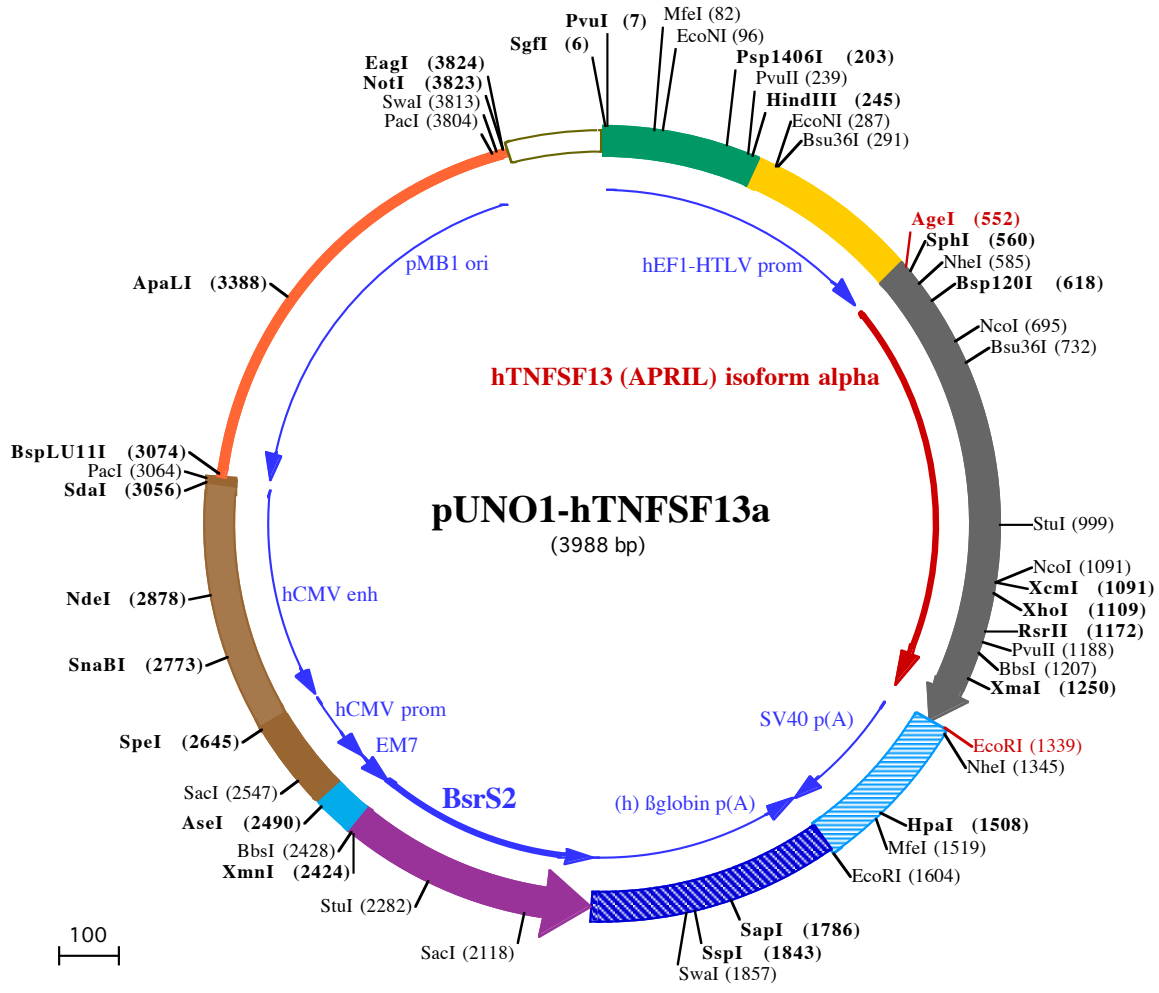 PvuI (7)
SgfI (6)
MfeI (82)
EcoNI (96)
Psp1406I (203)
PvuII (239)
HindIII (245)
EcoNI (287)
Bsu36I (291)
EagI (3824)
NotI (3823)
SwaI (3813)
PacI (3804)
AgeI (552)
SphI (560)
NheI (585)
Bsp120I (618)
NcoI (695)
Bsu36I (732)
pMB1 ori
hEF1-HTLV prom
ApaLI (3388)
hTNFSF13 (APRIL) isoform alpha
BspLU11I (3074)
PacI (3064)
SdaI (3056)
pUNO1-hTNFSF13a
(3988 bp)
StuI (999)
NcoI (1091)
XcmI (1091)
XhoI (1109)
RsrII (1172)
PvuII (1188)
BbsI (1207)
XmaI (1250)
hCMV enh
NdeI (2878)
SnaBI (2773)
hCMV prom
SV40 p(A)
SpeI (2645)
EM7
EcoRI (1339)
NheI (1345)
SacI (2547)
BsrS2
(h) ßglobin p(A)
AseI (2490)
HpaI (1508)
MfeI (1519)
BbsI (2428)
XmnI (2424)
EcoRI (1604)
StuI (2282)
SacI (2118)
SapI (1786)
SspI (1843)
SwaI (1857)
100